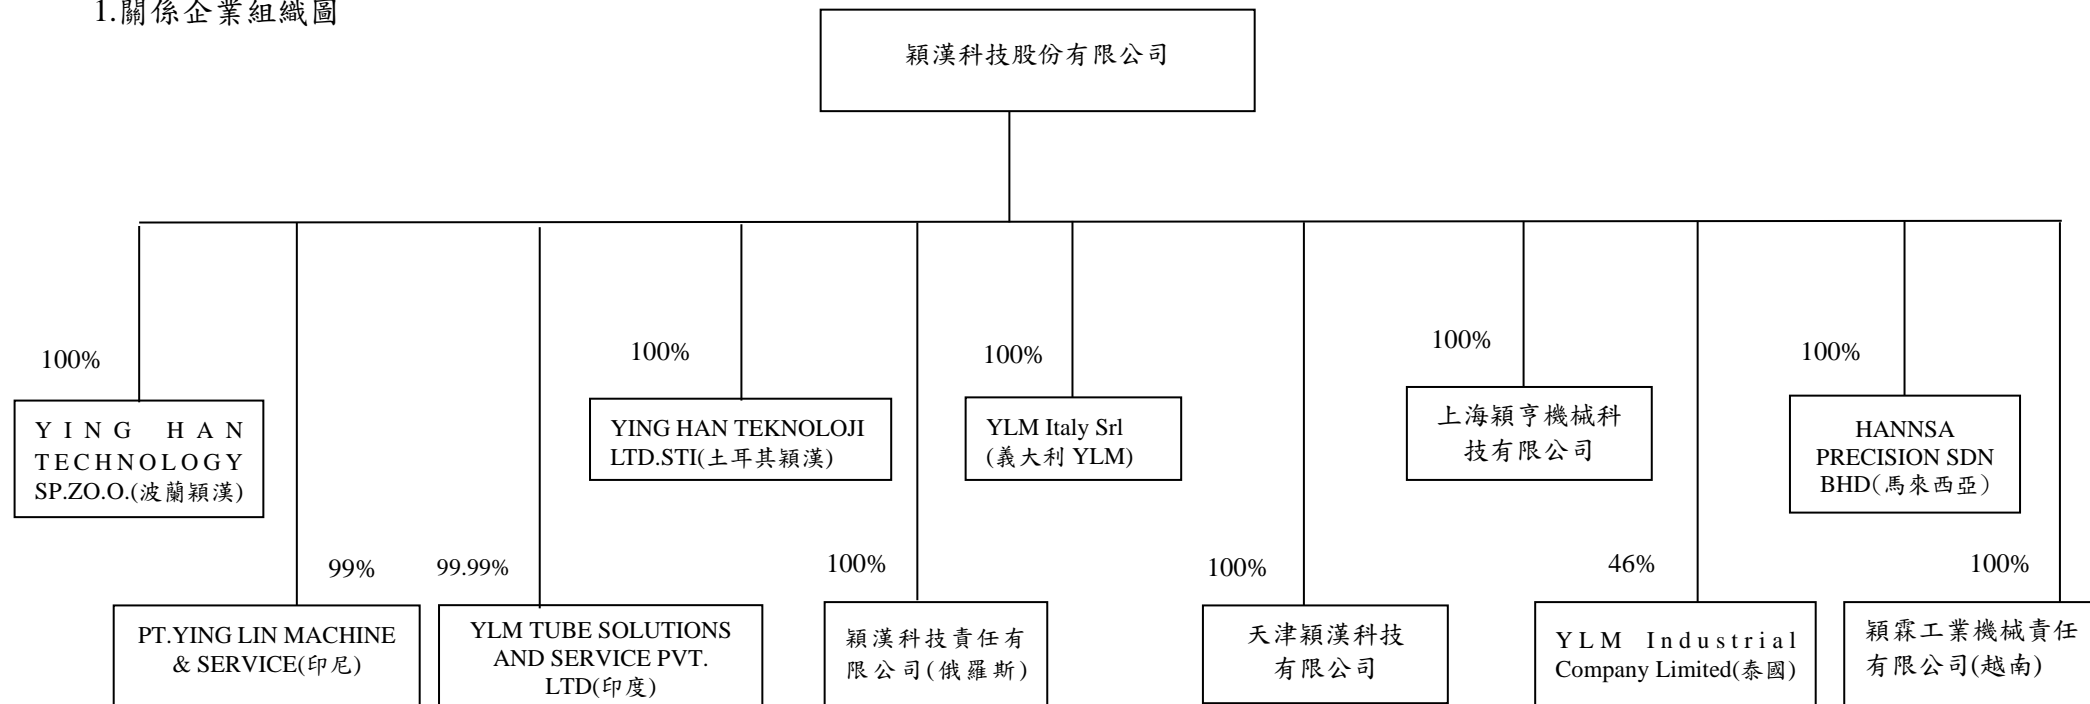 1.關係企業組織圖
穎漢科技股份有限公司
100%
YING HAN
TECHNOLOGY
SP.ZO.O.(波蘭穎漢)
100%
YING HAN TEKNOLOJI
LTD.STI(土耳其穎漢)
100%
YLM Italy Srl
(義大利 YLM)
100%
上海穎亨機械科
技有限公司
100%
HANNSA
PRECISION SDN
BHD(馬來西亞)
99%
PT.YING LIN MACHINE
& SERVICE(印尼)
99.99%
YLM TUBE SOLUTIONS
AND SERVICE PVT.
LTD(印度)
100%
穎漢科技責任有
限公司(俄羅斯)
100%
天津穎漢科技
有限公司
46%
YLM Industrial
Company Limited(泰國)
100%
穎霖工業機械責任
有限公司(越南)